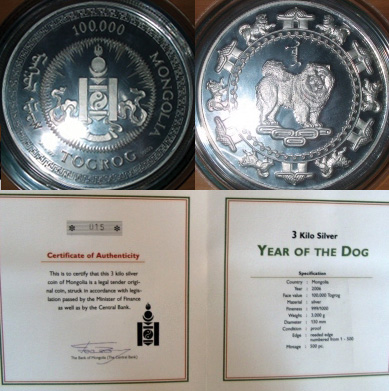 100.000
MONGOLIA
TOGROG
015
Certificate of Authenticity
This is to certify that this 3 kilo silver
coin of Mongolia is a legal tender origi-
nal coin, struck in accordance with legis-
lation passed by the Minister of Finance
as well as by the Central Bank.
The Bank of Mongolia (The Central Bank)
3 Kilo Silver
YEAR OF THE DOG
Specification
Country : Mongolia
Year : 2006
Face value : 100,000 Togrog
Material : silver
Fineness : 999/1000
Weight : 3,000 g
Diameter : 150 mm
Condition : proof
Edge : reeded edge
numbered from 1 - 500
Mintage : 500 pc.